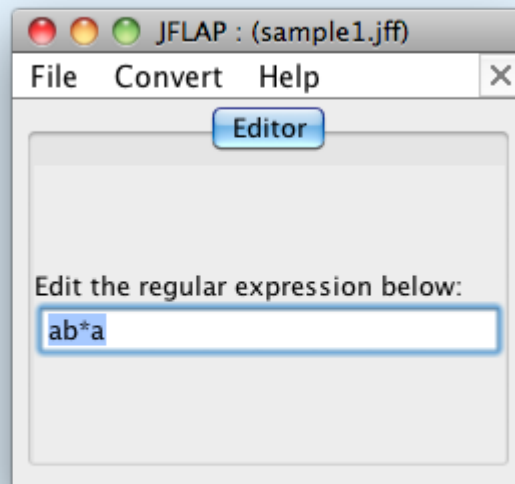 JFLAP : (sample1.jff)
File Convert Help
Editor
Edit the regular expression below:
ab*a